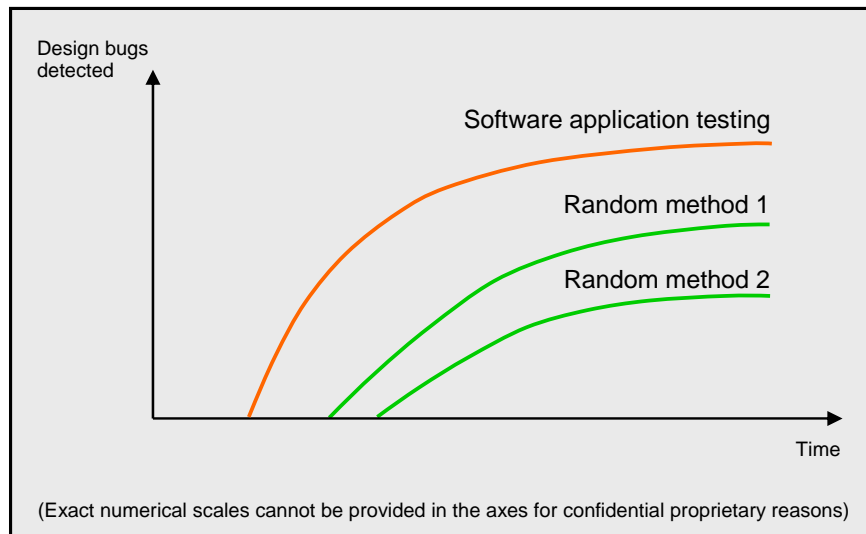 Design bugs
detected
Software application testing
Random method 1
Random method 2
Time
(Exact numerical scales cannot be provided in the axes for confidential proprietary reasons)